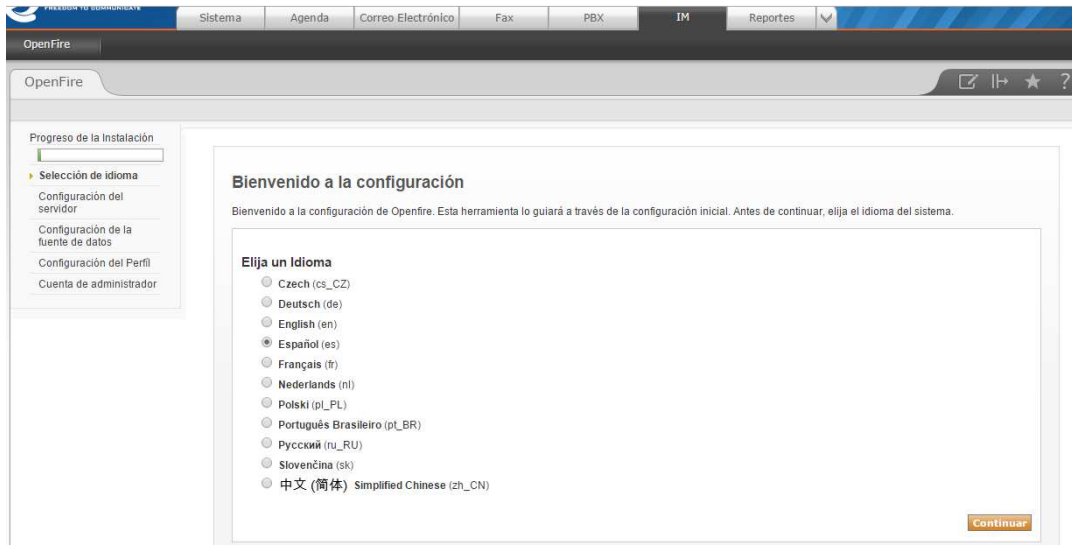 FREEDOM TO COMMUNICATE
Sistema Agenda Correo Electrónico Fax PBX IM Reportes
OpenFire
OpenFire ?
Progreso de la Instalación
Selección de idioma
Configuración del
servidor
Configuración de la
fuente de datos
Configuración del Perfil
Cuenta de administrador
Bienvenido a la configuración
Bienvenido a la configuración de Openfire. Esta herramienta lo guiará a través de la configuración inicial. Antes de continuar, elija el idioma del sistema.
Elija un Idioma
Czech (cs_CZ)
Deutsch (de)
English (en)
Español (es)
Français (fr)
Nederlands (nl)
Polski (pl_PL)
Português Brasileiro (pt_BR)
Русский (ru_RU)
Slovenčina (sk)
中文 (简体) Simplified Chinese (zh_CN)
Continuar